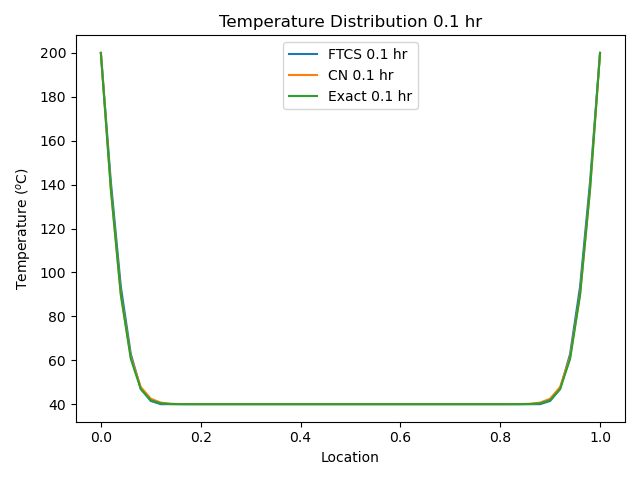 Temperature Distribution 0.1 hr
FTCS 0.1 hr
CN 0.1 hr
Exact 0.1 hr
Temperature (°C)
200
180
160
140
120
100
80
60
40
0.0 0.2 0.4 0.6 0.8 1.0
Location